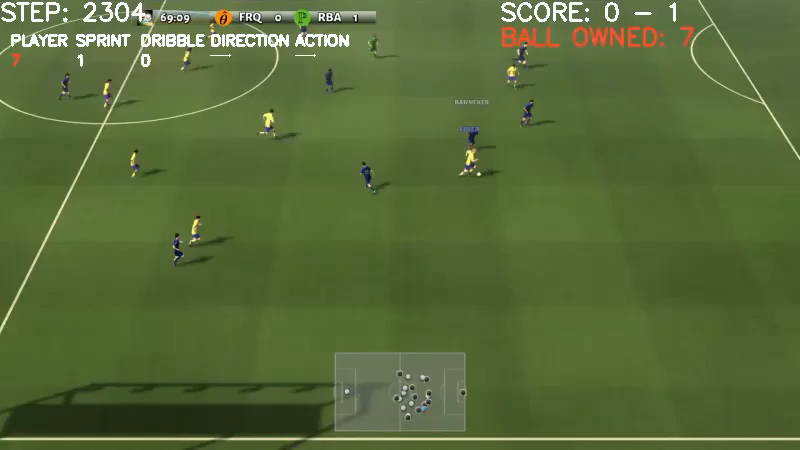 STEP: 2304
69:09 FRQ 0 RBA 1
SCORE: 0 - 1
BALL OWNED: 7
PLAYER SPRINT DRIBBLE DIRECTION ACTION
7 1 0 → →